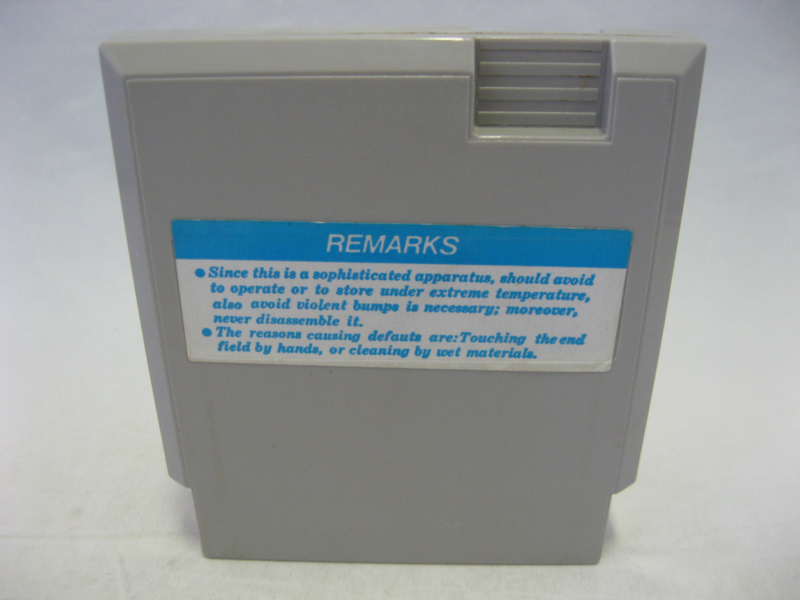 REMARKS
● Since this is a sophisticated apparatus, should avoid
to operate or to store under extreme temperature,
also avoid violent bumps is necessary; moreover,
never disassemble it.
● The reasons causing defauts are:Touching the end
field by hands, or cleaning by wet materials.